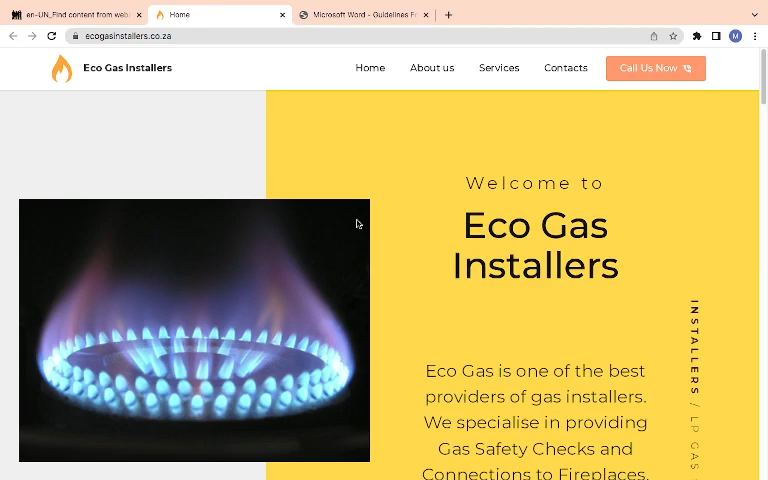 en-UN_Find content from web
Home
Microsoft Word - Guidelines Fo
ecogasinstallers.co.za
M
Eco Gas Installers
Home
About us
Services
Contacts
Call Us Now
Welcome to
Eco Gas
Installers
Eco Gas is one of the best
providers of gas installers.
We specialise in providing
Gas Safety Checks and
Connections to Fireplaces,
INSTALLERS / LP GAS